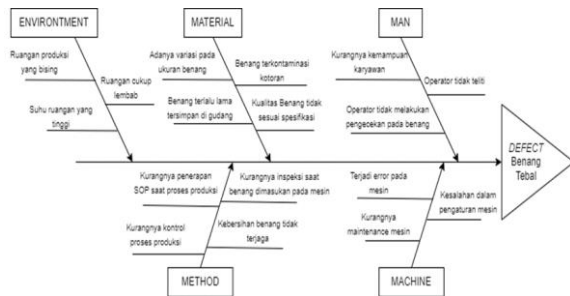 ENVIRONTMENT
MATERIAL
MAN
Ruangan produksi
yang bising
Ruangan cukup
lembab
Suhu ruangan yang
tinggi
Adanya variasi pada
ukuran benang
Benang terkontaminasi
kotoran
Benang terlalu lama
tersimpan di gudang
Kualitas Benang tidak
sesuai spesifikasi
Kurangnya kemampuan
karyawan
Operator tidak teliti
Operator tidak melakukan
pengecekan pada benang
DEFECT
Benang
Tebal
Kurangnya penerapan
SOP saat proses produksi
Kurangnya inspeksi saat
benang dimasukan pada mesin
Kurangnya kontrol
proses produksi
Kebersihan benang tidak
terjaga
Terjadi error pada
mesin
Kesalahan dalam
pengaturan mesin
Kurangnya
maintenance mesin
METHOD
MACHINE